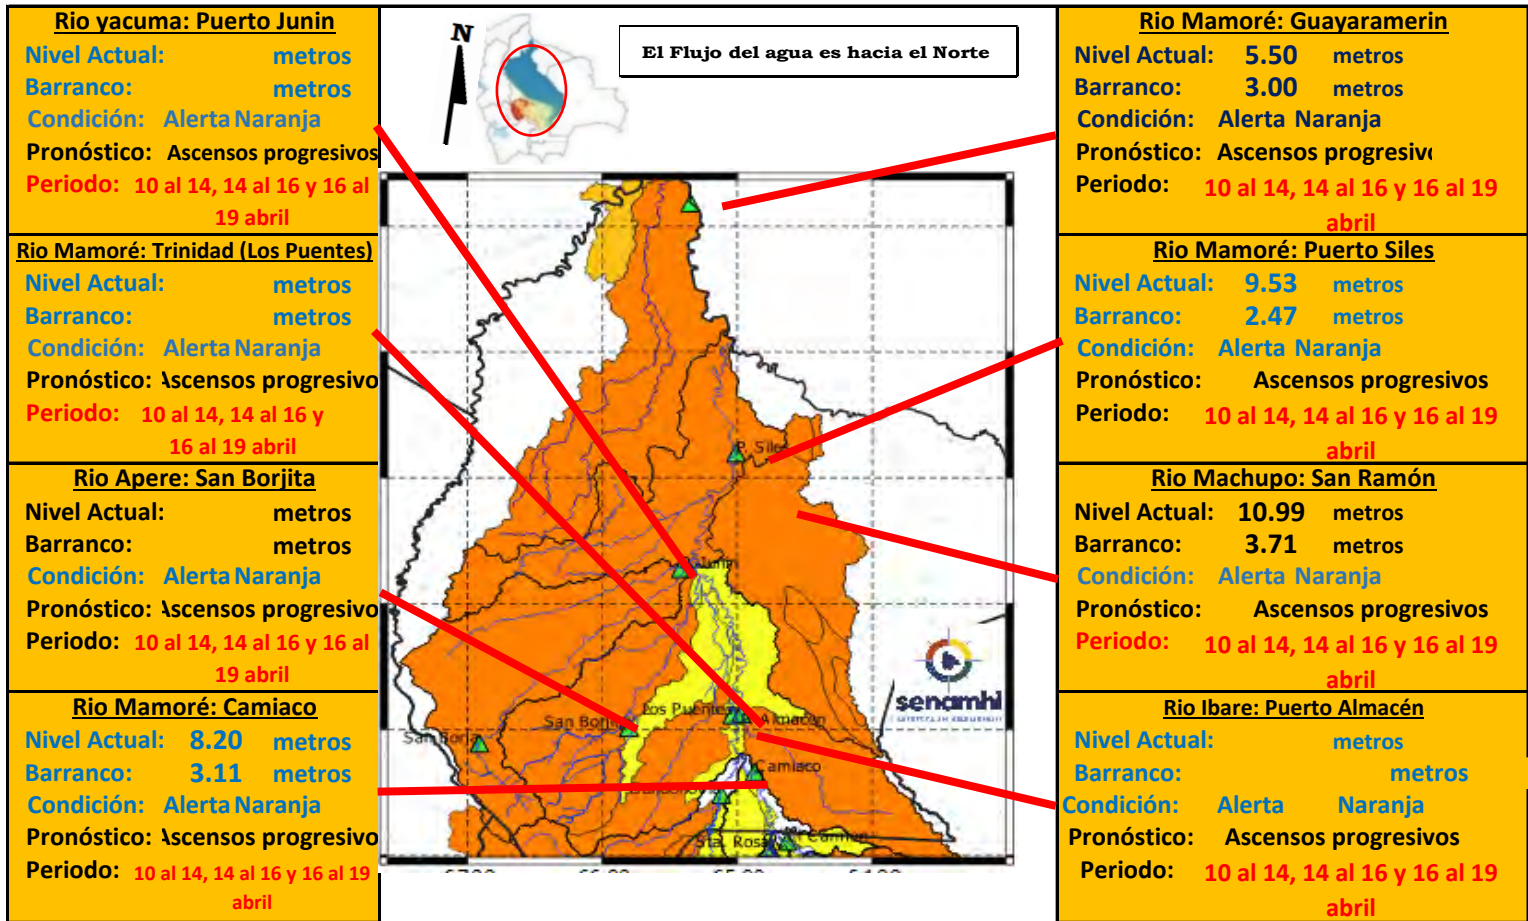 Rio yacuma: Puerto Junin
Nivel Actual: metros
Barranco: metros
Condición: Alerta Naranja
Pronóstico: Ascensos progresivos
Periodo: 10 al 14, 14 al 16 y 16 al
19 abril
Rio Mamoré: Trinidad (Los Puentes)
Nivel Actual: metros
Barranco: metros
Condición: Alerta Naranja
Pronóstico: Ascensos progresivo
Periodo: 10 al 14, 14 al 16 y
16 al 19 abril
Rio Apere: San Borjita
Nivel Actual: metros
Barranco: metros
Condición: Alerta Naranja
Pronóstico: Ascensos progresivo
Periodo: 10 al 14, 14 al 16 y 16 al
19 abril
Rio Mamoré: Camiaco
Nivel Actual: 8.20 metros
Barranco: 3.11 metros
Condición: Alerta Naranja
Pronóstico: Ascensos progresivo
Periodo: 10 al 14, 14 al 16 y 16 al 19
abril
N
El Flujo del agua es hacia el Norte
P. Siles
Junin
Los Puentes
Almacén
San Borjita
San Borja
Camiaco
Sta. Rosa
senamhi
Rio Mamoré: Guayaramerin
Nivel Actual: 5.50 metros
Barranco: 3.00 metros
Condición: Alerta Naranja
Pronóstico: Ascensos progresiv
Periodo: 10 al 14, 14 al 16 y 16 al 19
abril
Rio Mamoré: Puerto Siles
Nivel Actual: 9.53 metros
Barranco: 2.47 metros
Condición: Alerta Naranja
Pronóstico: Ascensos progresivos
Periodo: 10 al 14, 14 al 16 y 16 al 19
abril
Rio Machupo: San Ramón
Nivel Actual: 10.99 metros
Barranco: 3.71 metros
Condición: Alerta Naranja
Pronóstico: Ascensos progresivos
Periodo: 10 al 14, 14 al 16 y 16 al 19
abril
Rio Ibare: Puerto Almacén
Nivel Actual: metros
Barranco: metros
Condición: Alerta Naranja
Pronóstico: Ascensos progresivos
Periodo: 10 al 14, 14 al 16 y 16 al 19
abril